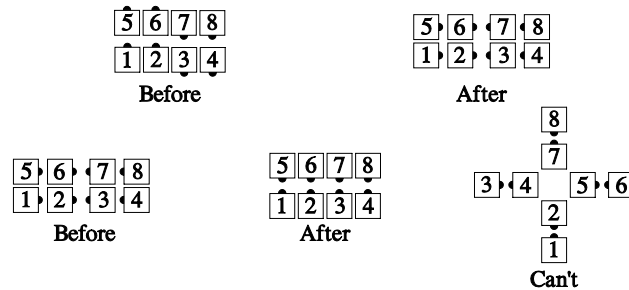 5 6 7 8 5 6 7 8
1 2 3 4 1 2 3 4
Before After
8
7
5 6 7 8 5 6 7 8
3 4 5 6
1 2 3 4 1 2 3 4
2
Before After
1
Can't